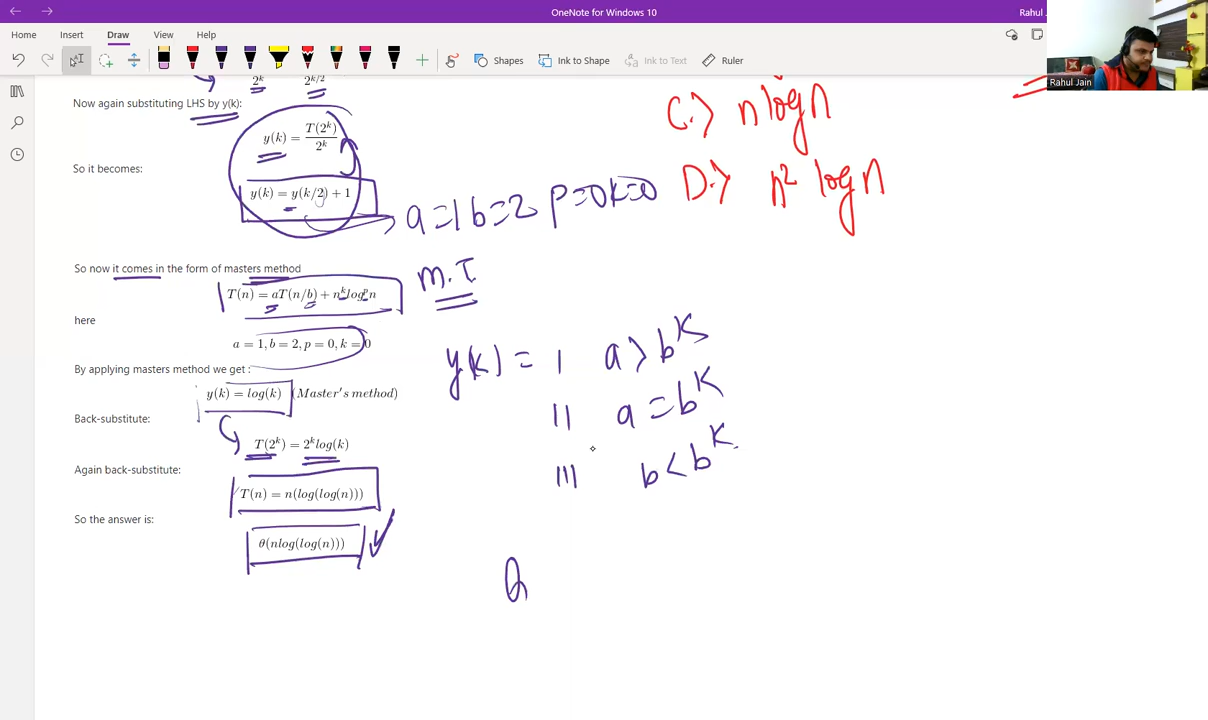 OneNote for Windows 10
Rahul J
Home Insert Draw View Help
Shapes Ink to Shape Ink to Text Ruler
Rahul Jain
2^k 2^{k/2}
Now again substituting LHS by y(k):
y(k) = T(2^k)/2^k
So it becomes:
y(k) = y(k/2) + 1
a=1 b=2 p=0 k=0
C.> n log n
D.> n² log n
So now it comes in the form of masters method
M.T
T(n) = aT(n/b) + n^k log^p n
here
a = 1, b = 2, p = 0, k = 0
By applying masters method we get :
y(k) = log(k) (Master's method)
Back-substitute:
T(2^k) = 2^k log(k)
Again back-substitute:
T(n) = n(log(log(n)))
So the answer is:
θ(nlog(log(n)))
y(k) = I a > b^k
II a = b^k
III b < b^k